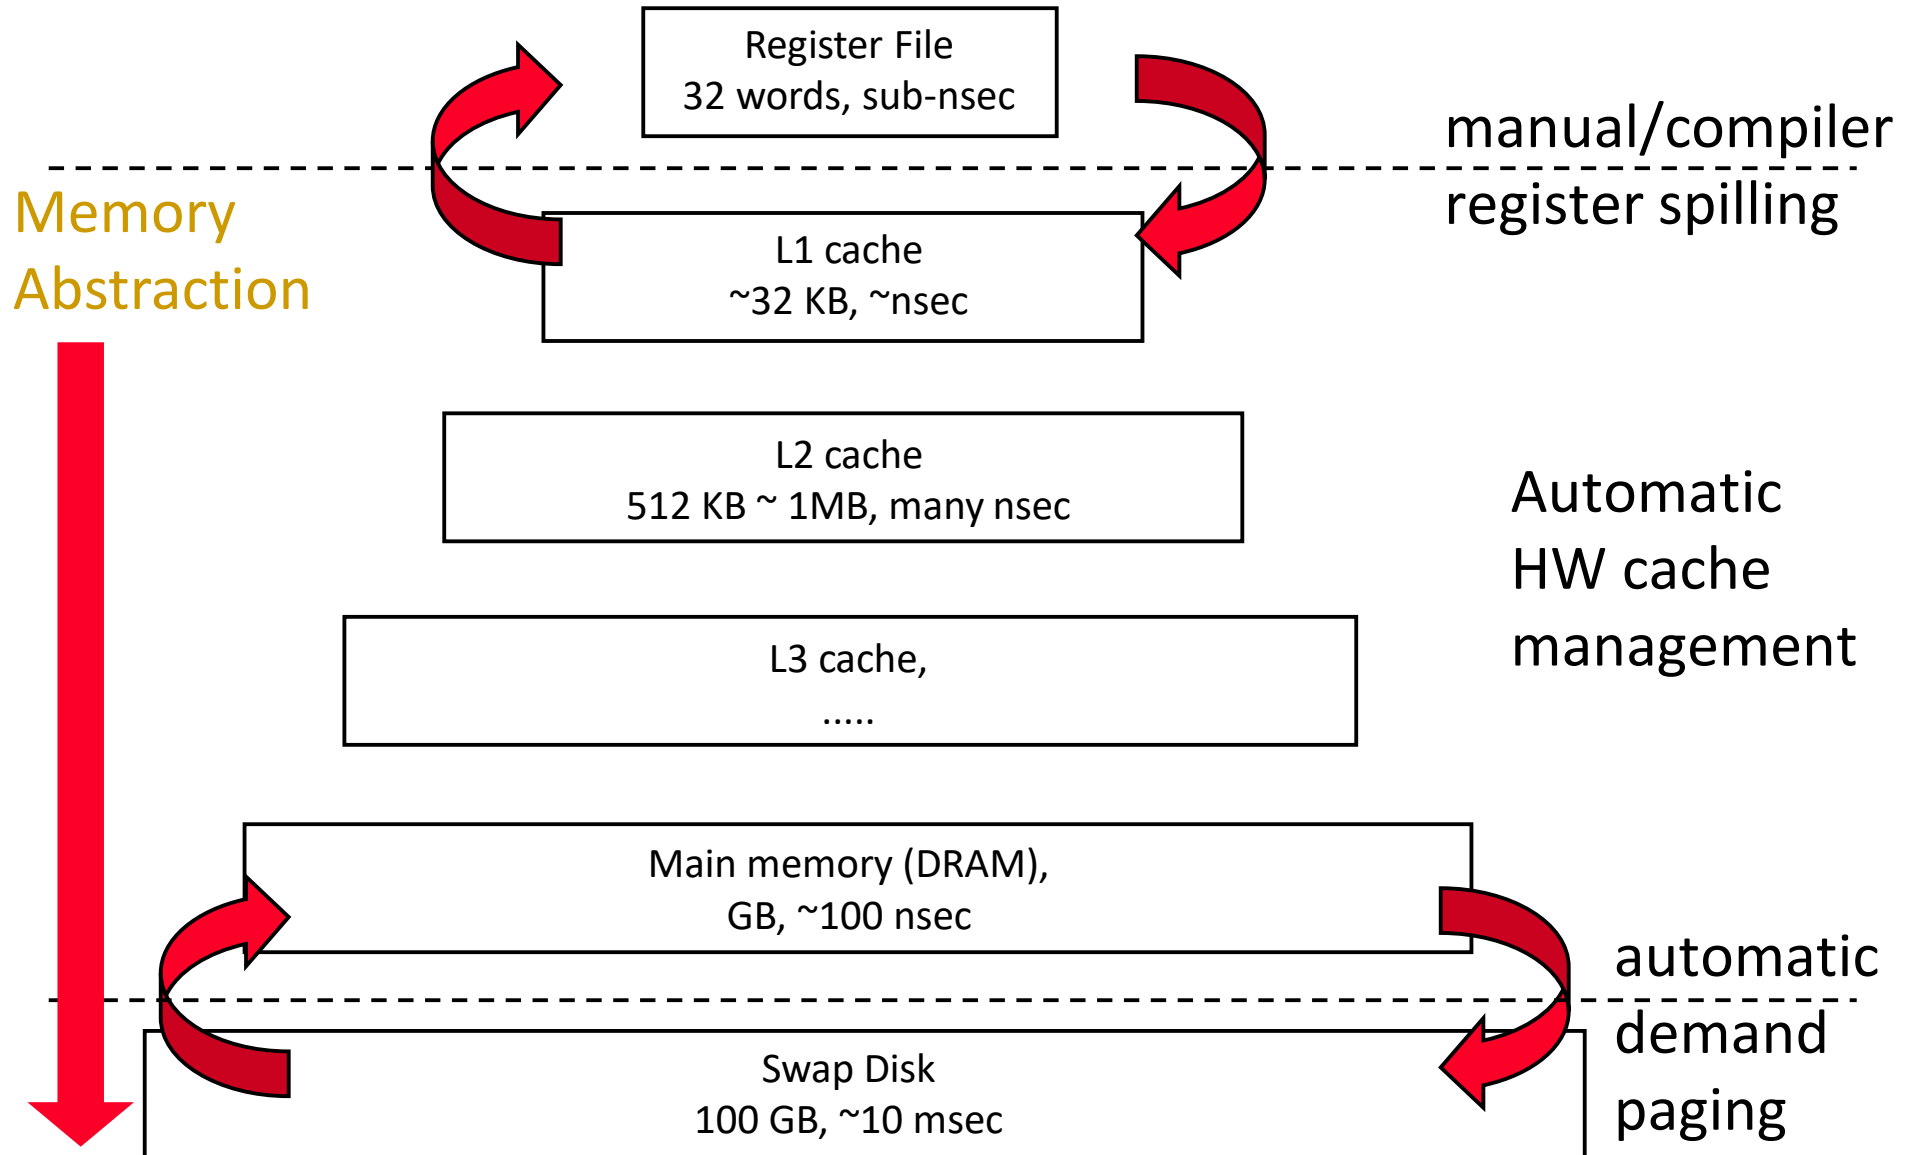 Register File
32 words, sub-nsec
manual/compiler
register spilling
Memory
Abstraction
L1 cache
~32 KB, ~nsec
L2 cache
512 KB ~ 1MB, many nsec
Automatic
HW cache
management
L3 cache,
.....
Main memory (DRAM),
GB, ~100 nsec
automatic
demand
paging
Swap Disk
100 GB, ~10 msec